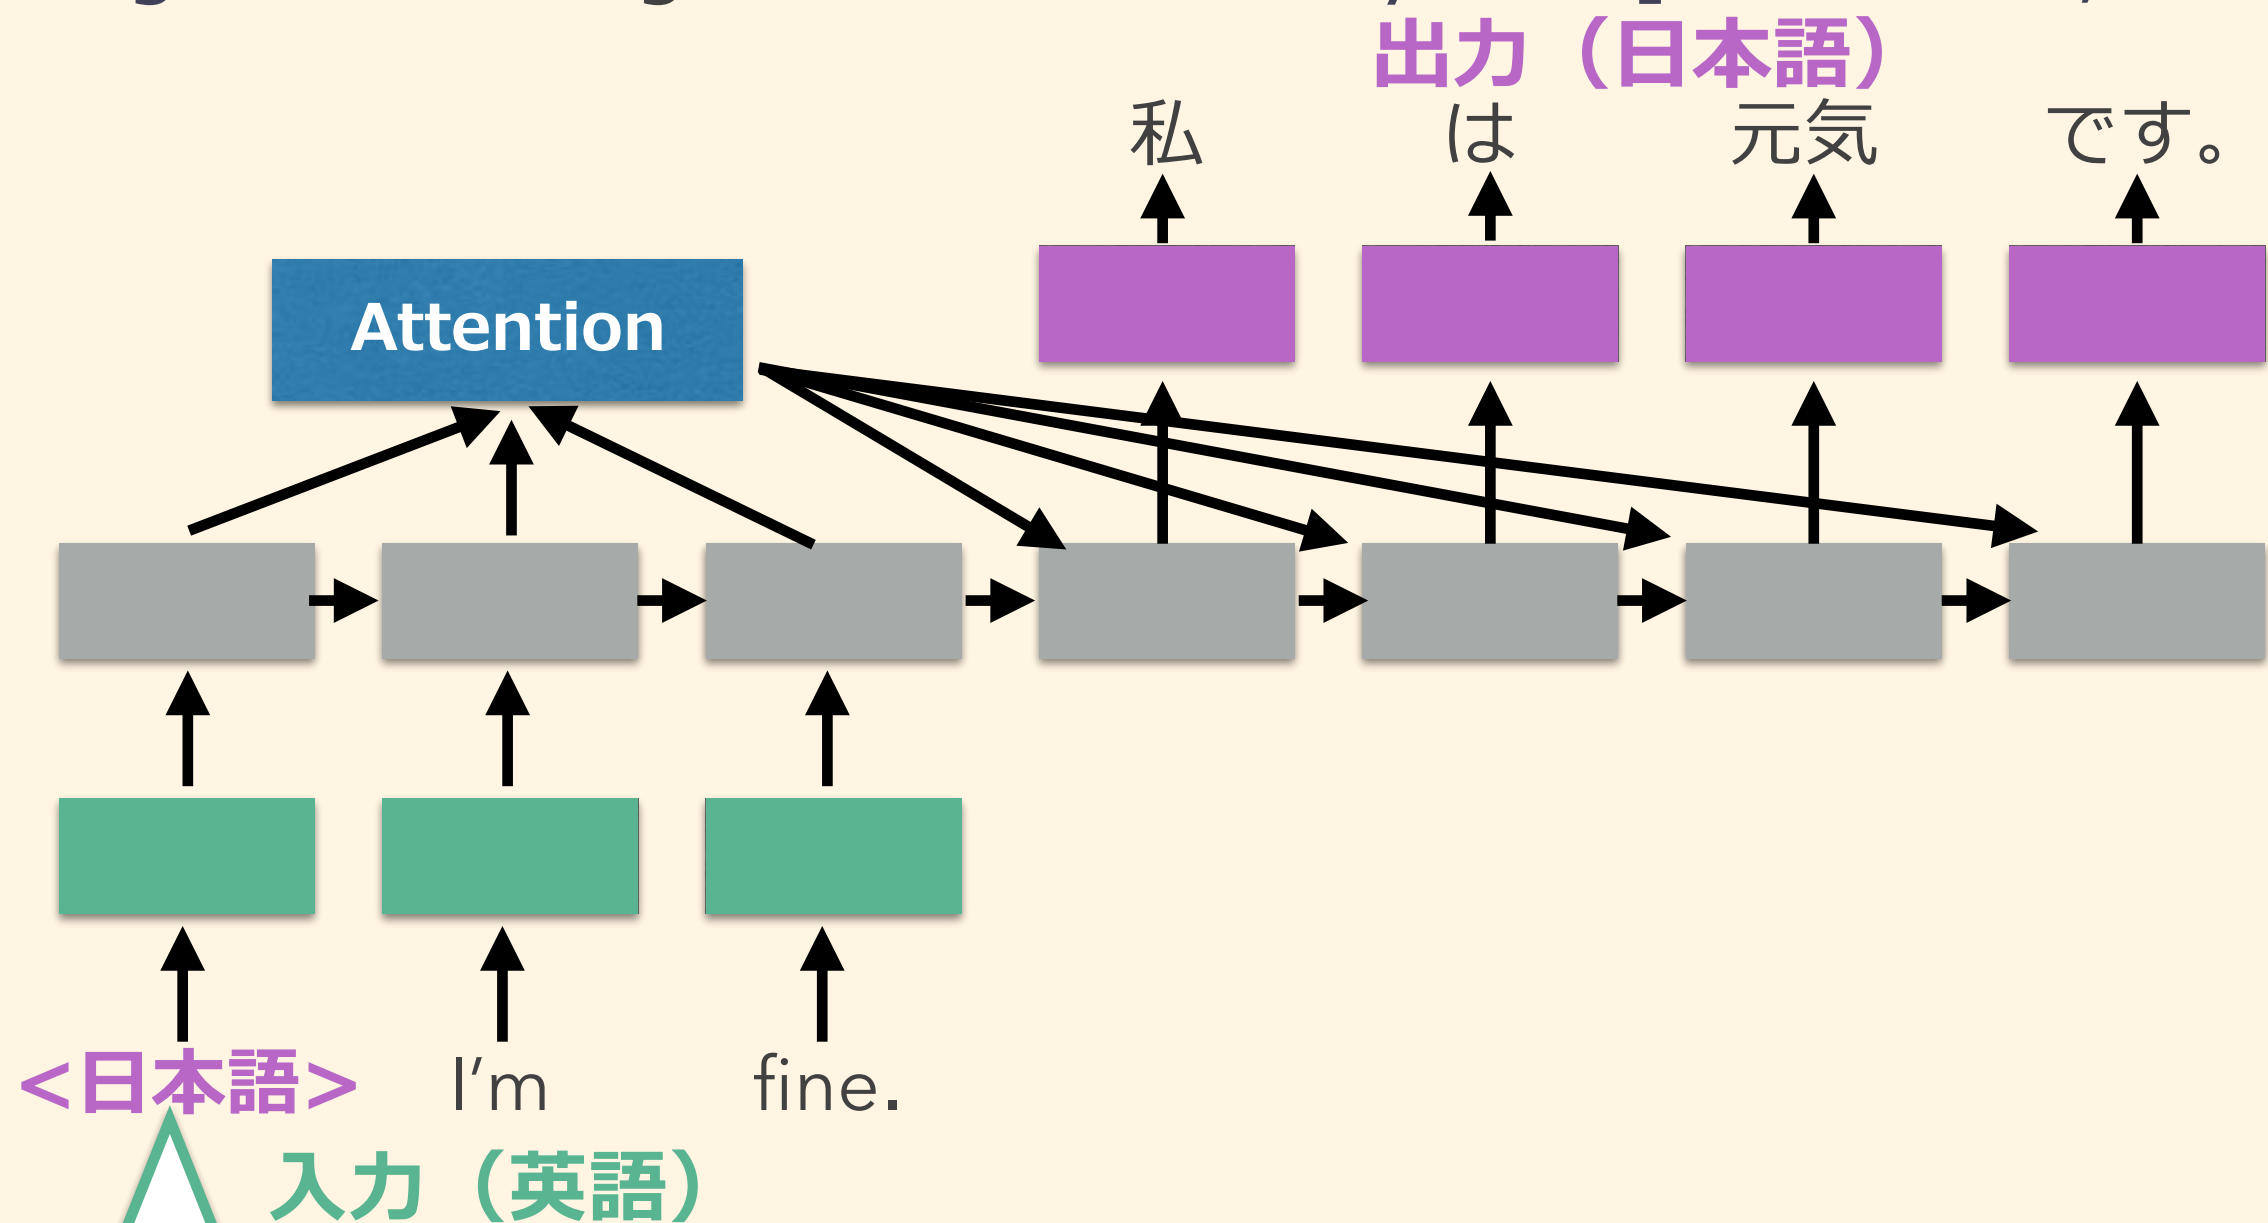 出力（日本語）
私 は 元気 です。
Attention
<日本語> I’m fine.
入力（英語）